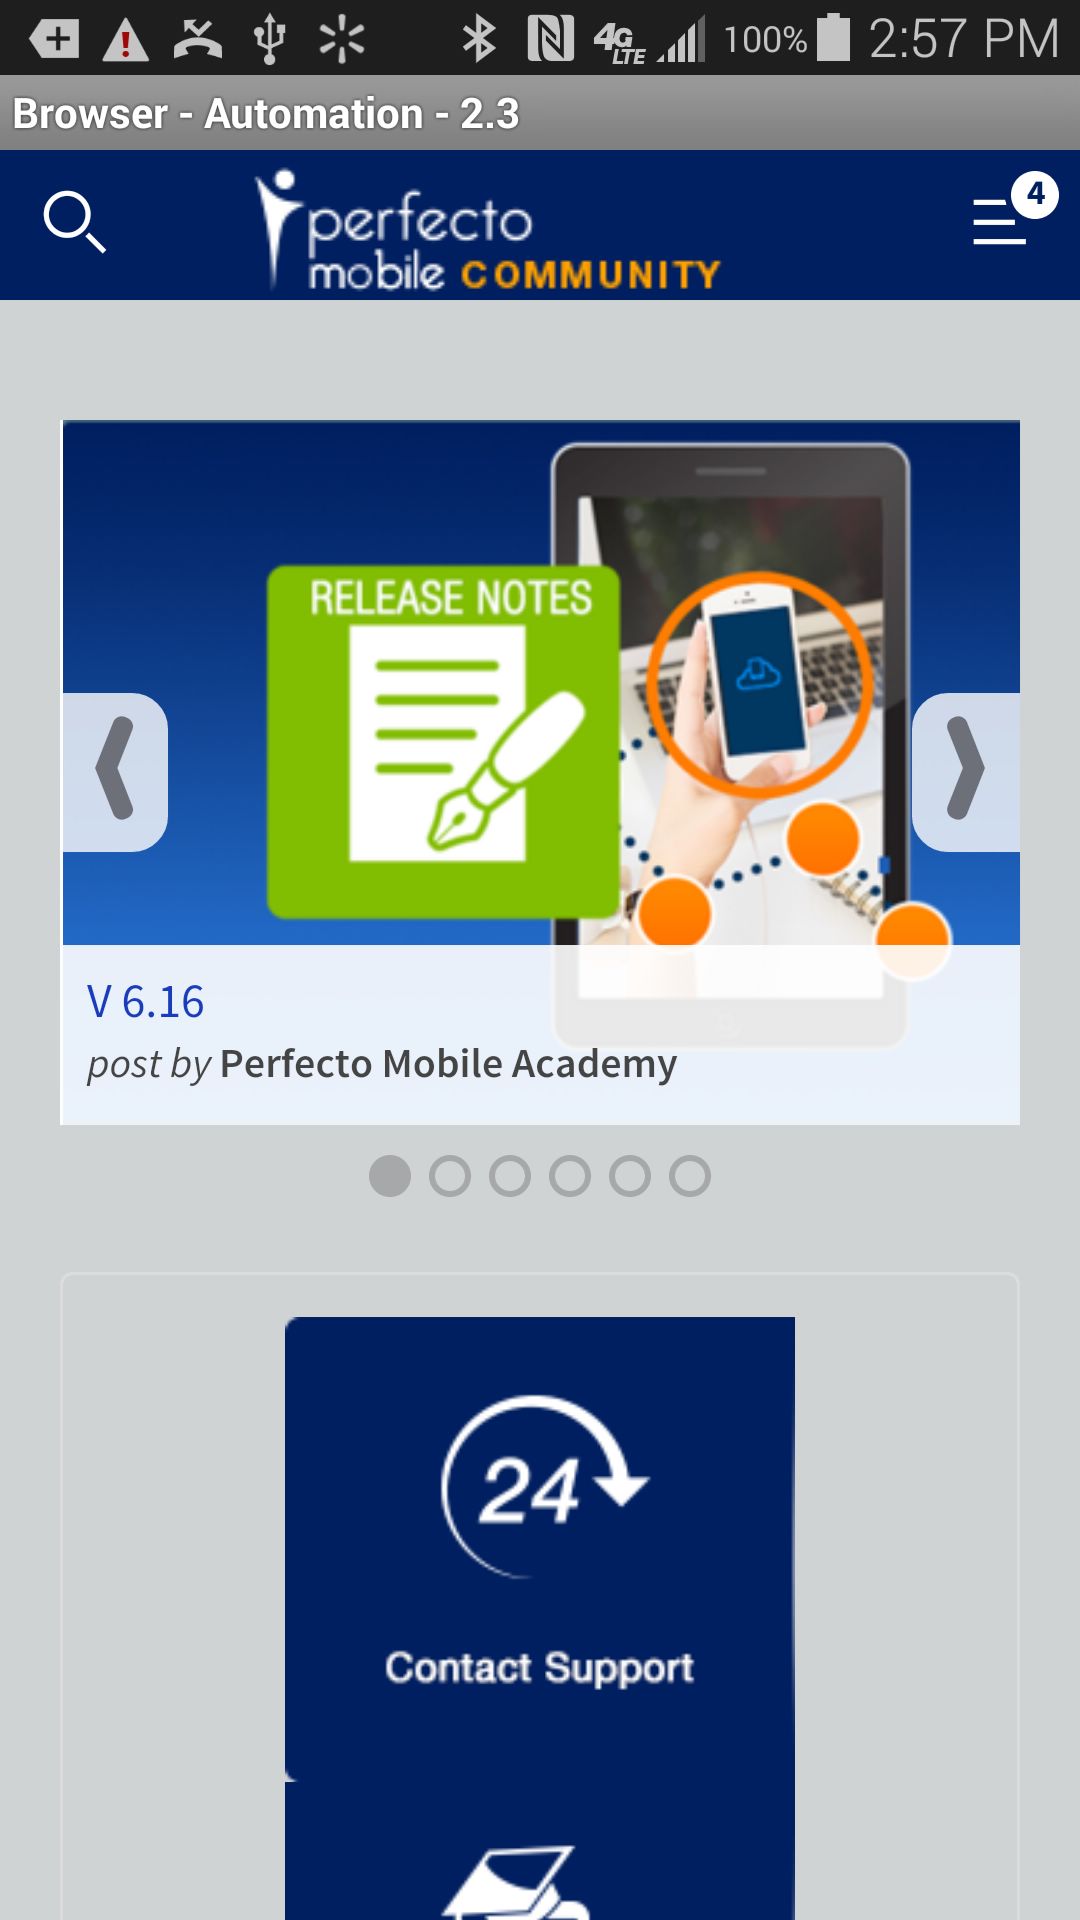 4G LTE 100% 2:57 PM
Browser - Automation - 2.3
4
perfecto
mobile COMMUNITY
RELEASE NOTES
V 6.16
post by Perfecto Mobile Academy
24
Contact Support